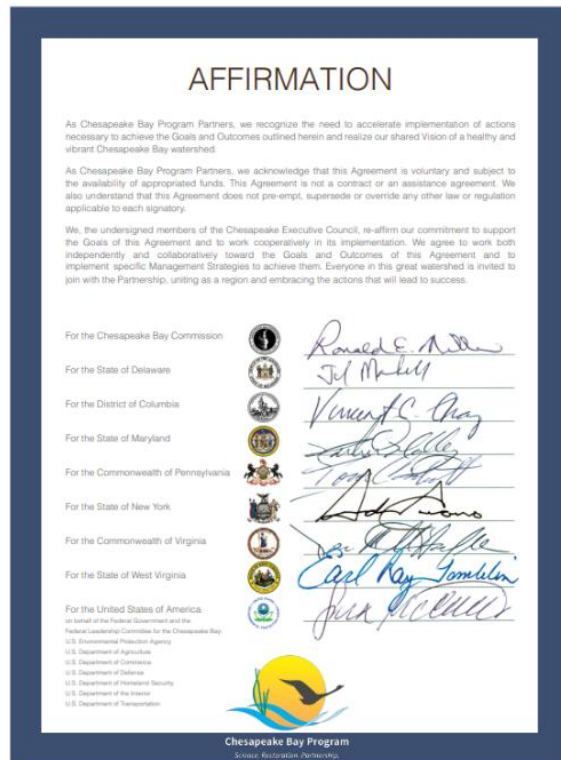 AFFIRMATION
As Chesapeake Bay Program Partners, we recognize the need to accelerate implementation of actions
necessary to achieve the Goals and Outcomes outlined herein and realize our shared Vision of a healthy and
vibrant Chesapeake Bay watershed.
As Chesapeake Bay Program Partners, we acknowledge that this Agreement is voluntary and subject to
the availability of appropriated funds. This Agreement is not a contract or an assistance agreement. We
also understand that this Agreement does not pre-empt, supersede or override any other law or regulation
applicable to each signatory.
We, the undersigned members of the Chesapeake Executive Council, re-affirm our commitment to support
the Goals of this Agreement and to work cooperatively in its implementation. We agree to work both
independently and collaboratively toward the Goals and Outcomes of this Agreement and to
implement specific Management Strategies to achieve them. Everyone in this great watershed is invited to
join with the Partnership, uniting as a region and embracing the actions that will lead to success.
For the Chesapeake Bay Commission Ronald E. Miller
For the State of Delaware
For the District of Columbia Vincent C. Gray
For the State of Maryland
For the Commonwealth of Pennsylvania
For the State of New York
For the Commonwealth of Virginia
For the State of West Virginia Earl Ray Tomblin
For the United States of America
on behalf of the Federal Government and the
Federal Leadership Committee for the Chesapeake Bay:
U.S. Environmental Protection Agency
U.S. Department of Agriculture
U.S. Department of Commerce
U.S. Department of Defense
U.S. Department of Homeland Security
U.S. Department of the Interior
U.S. Department of Transportation
Chesapeake Bay Program
Science. Restoration. Partnership.